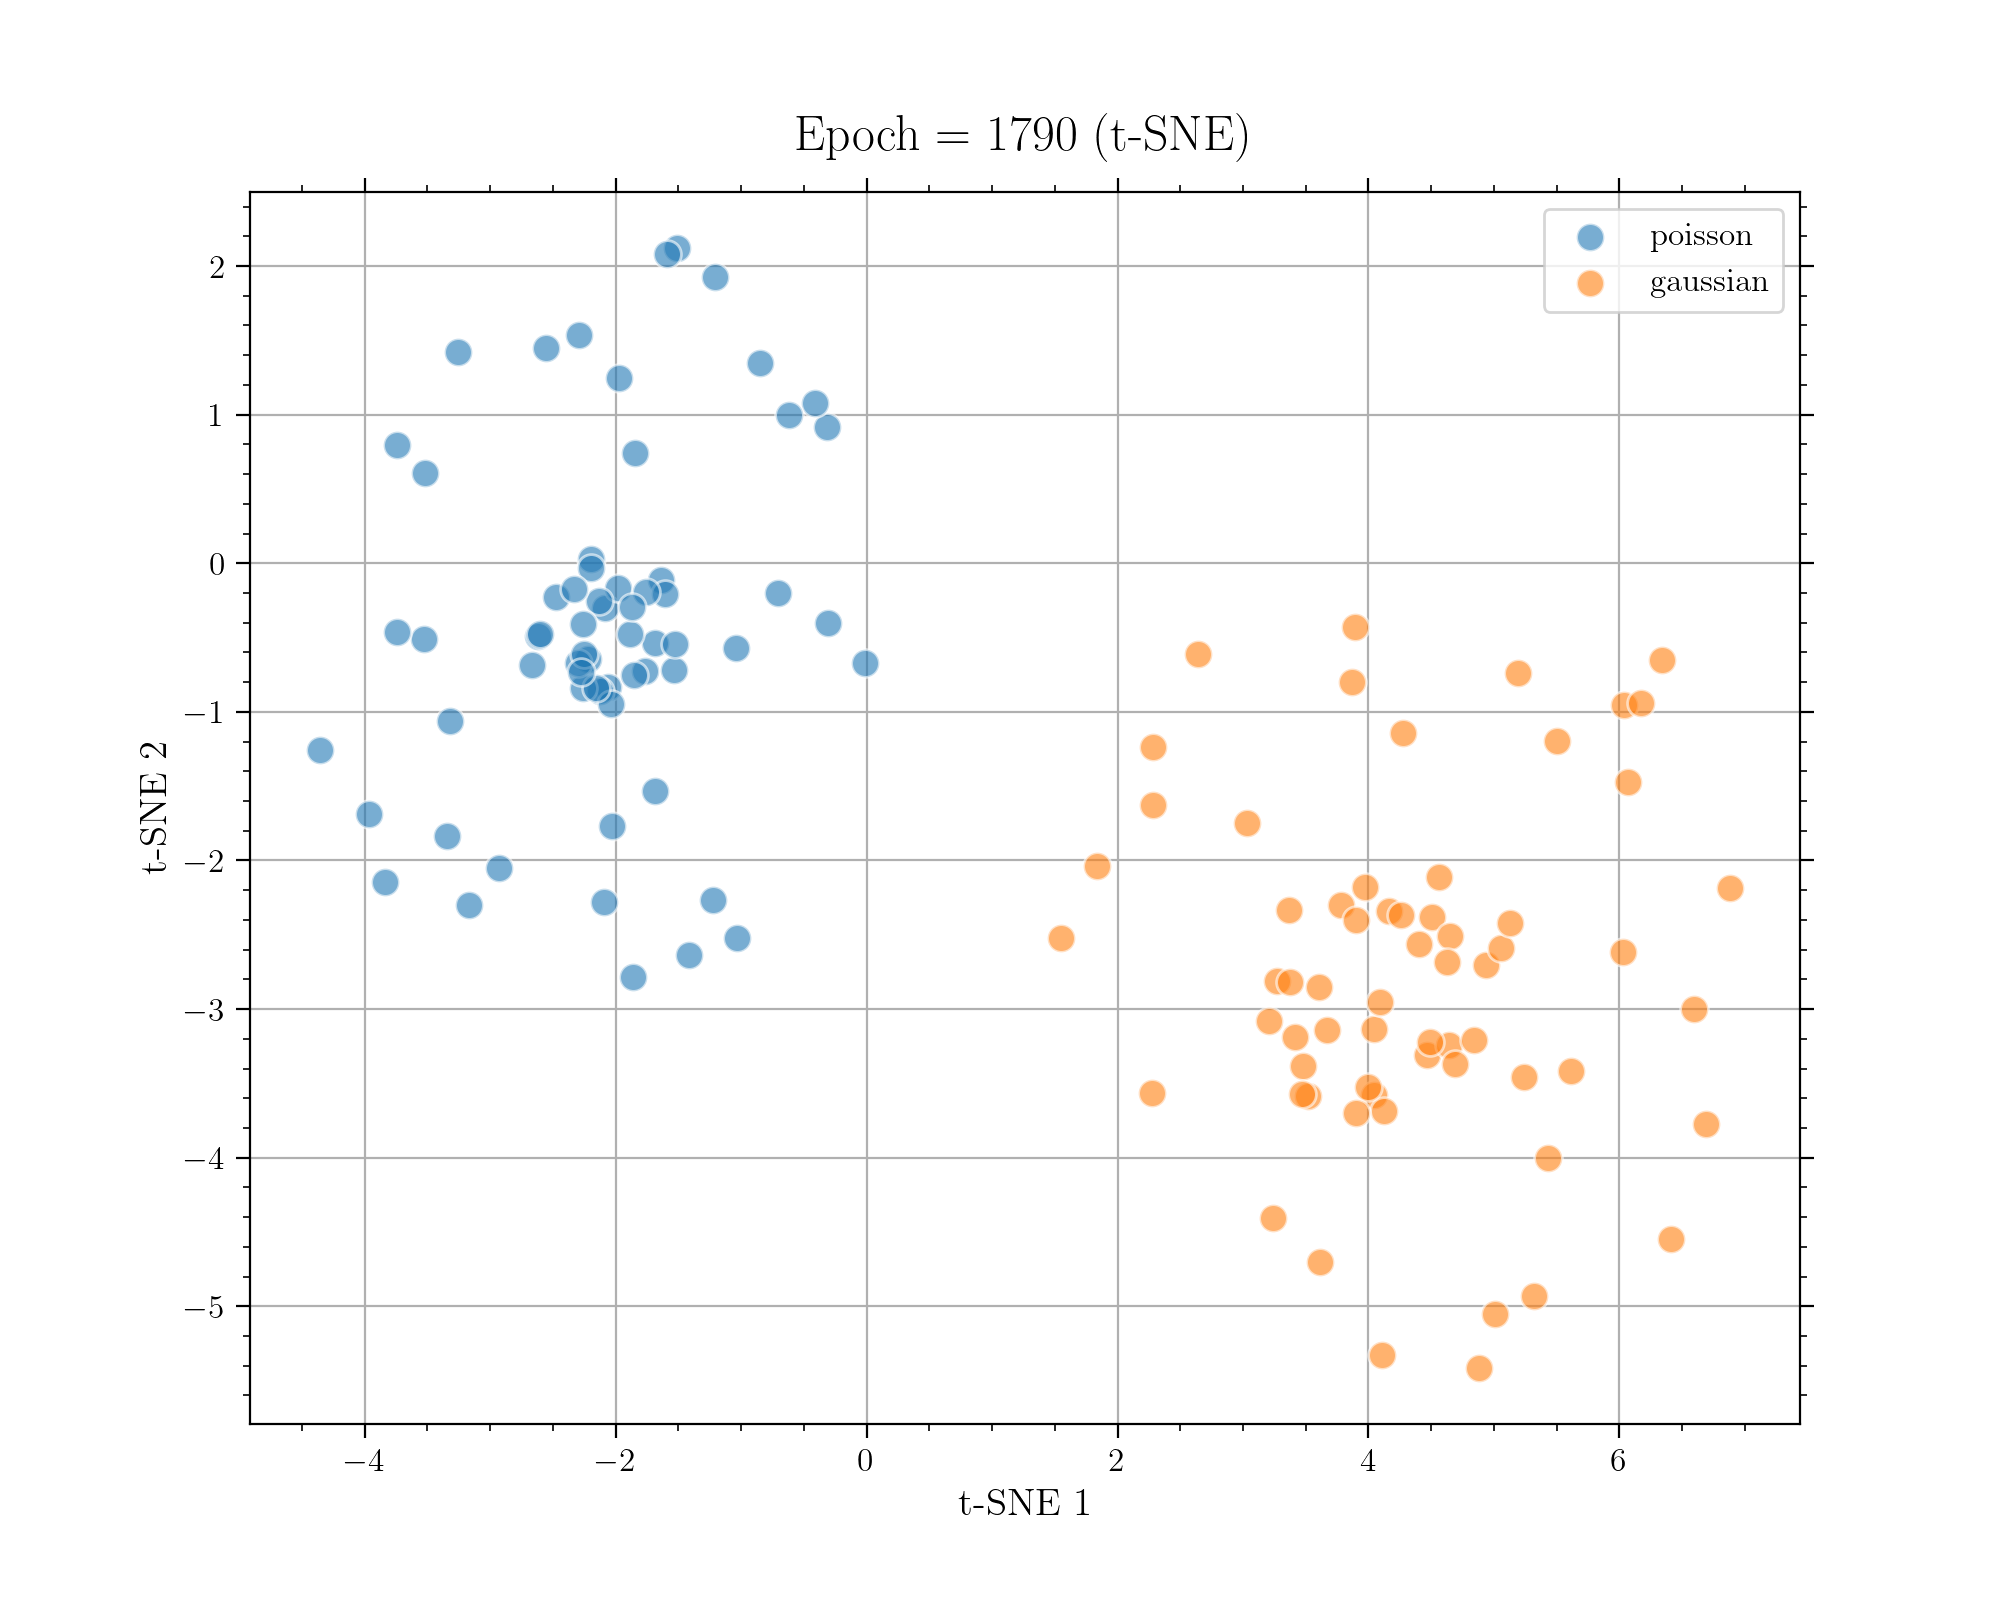 Epoch = 1790 (t-SNE)
poisson
gaussian
2
1
0
−1
−2
−3
−4
−5
t-SNE 2
−4 −2 0 2 4 6
t-SNE 1